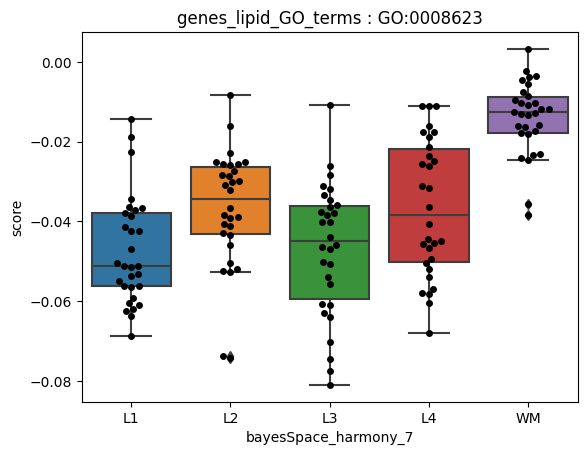 genes_lipid_GO_terms : GO:0008623
0.00
−0.02
−0.04
−0.06
−0.08
score
L1 L2 L3 L4 WM
bayesSpace_harmony_7